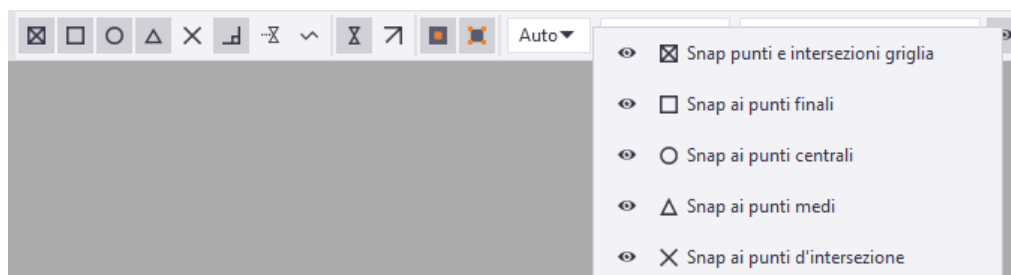 Auto
Snap punti e intersezioni griglia
Snap ai punti finali
Snap ai punti centrali
Snap ai punti medi
Snap ai punti d'intersezione